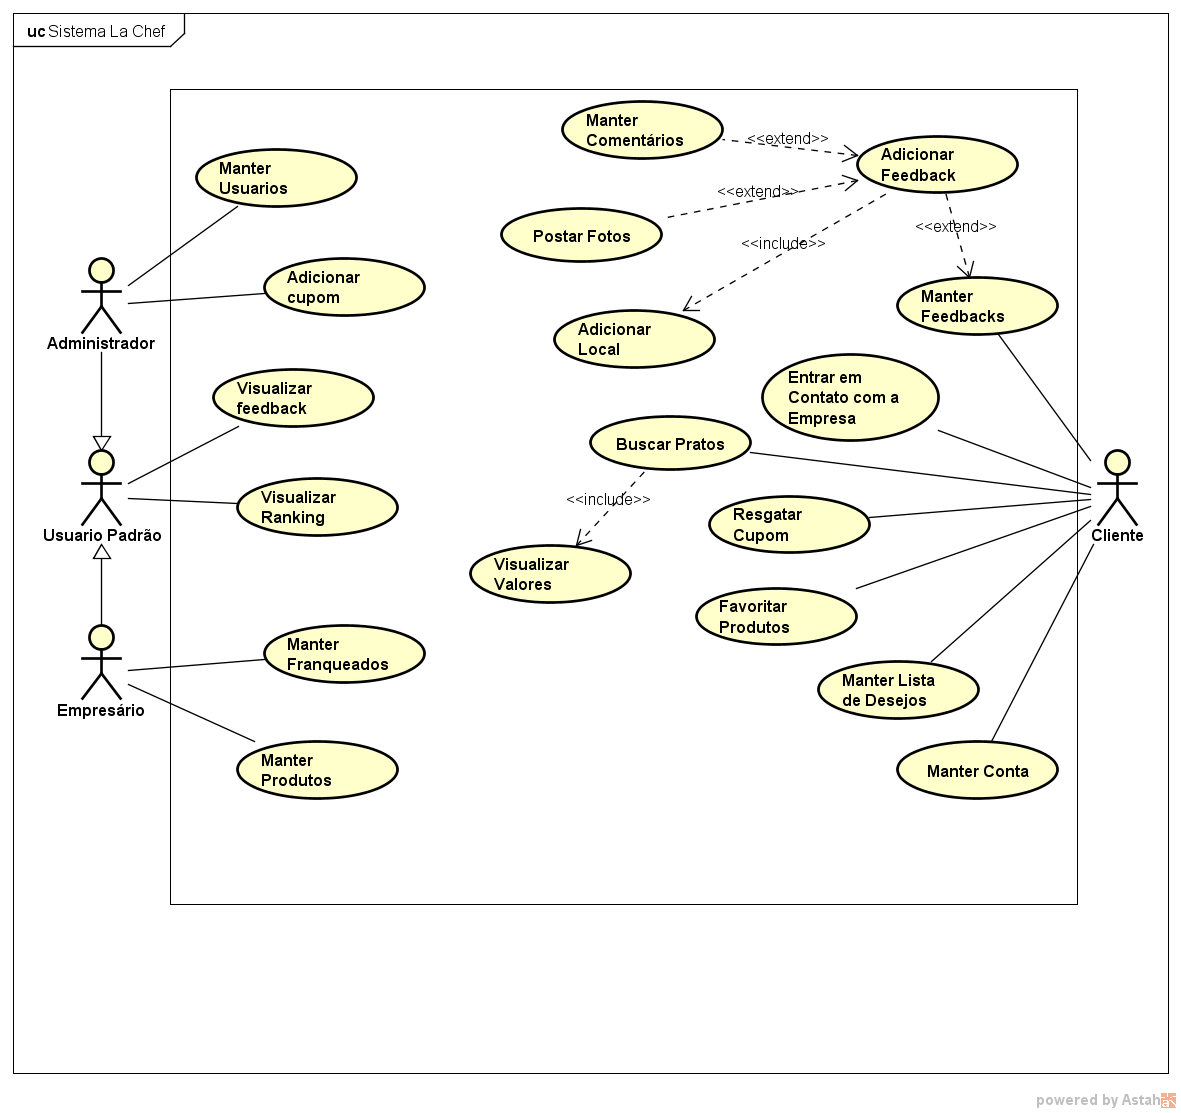 uc Sistema La Chef
Manter
Comentários
<<extend>>
Adicionar
Feedback
Manter
Usuarios
<<extend>>
Postar Fotos
<<include>>
<<extend>>
Adicionar
cupom
Manter
Feedbacks
Administrador
Adicionar
Local
Visualizar
feedback
Entrar em
Contato com a
Empresa
Buscar Pratos
Visualizar
Ranking
<<include>>
Resgatar
Cupom
Usuario Padrão
Cliente
Visualizar
Valores
Favoritar
Produtos
Manter
Franqueados
Manter Lista
de Desejos
Empresário
Manter
Produtos
Manter Conta
powered by Astah